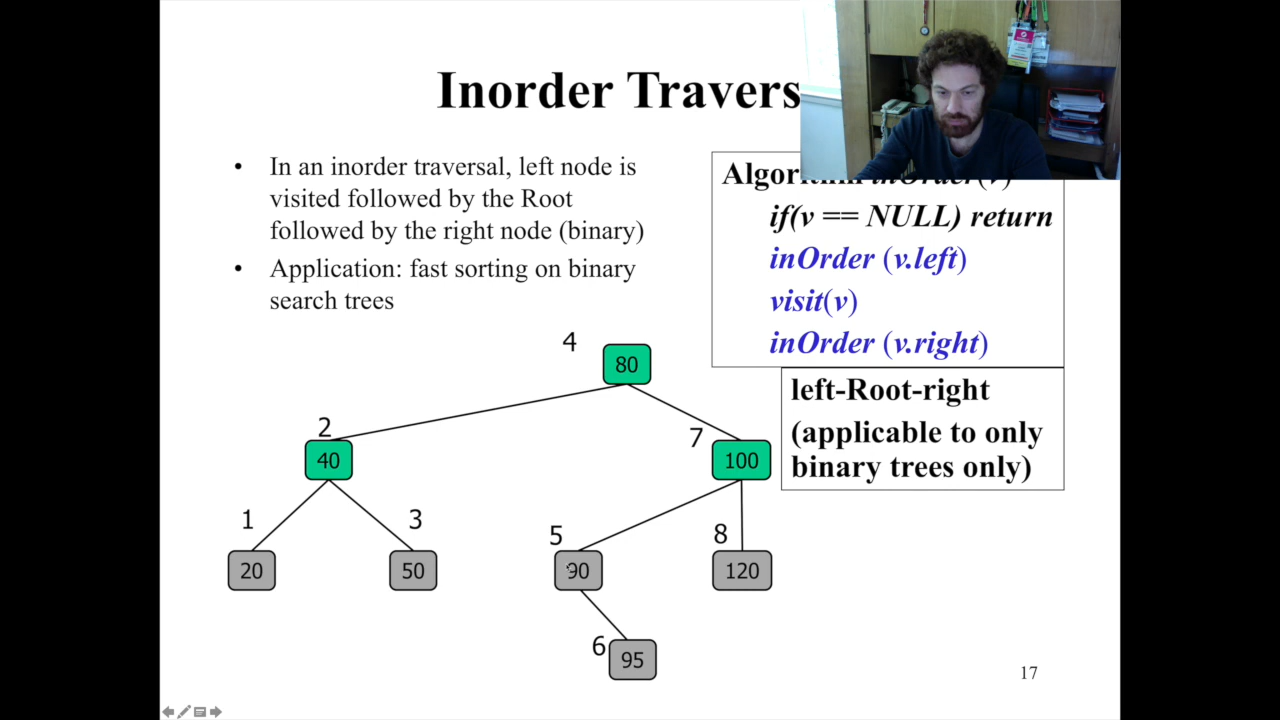 Inorder Travers
• In an inorder traversal, left node is
visited followed by the Root
followed by the right node (binary)
• Application: fast sorting on binary
search trees
Algorithm inOrder(v)
if(v == NULL) return
inOrder (v.left)
visit(v)
inOrder (v.right)
left-Root-right
(applicable to only
binary trees only)
4
80
2
40
7
100
1
20
3
50
5
90
8
120
6
95
17